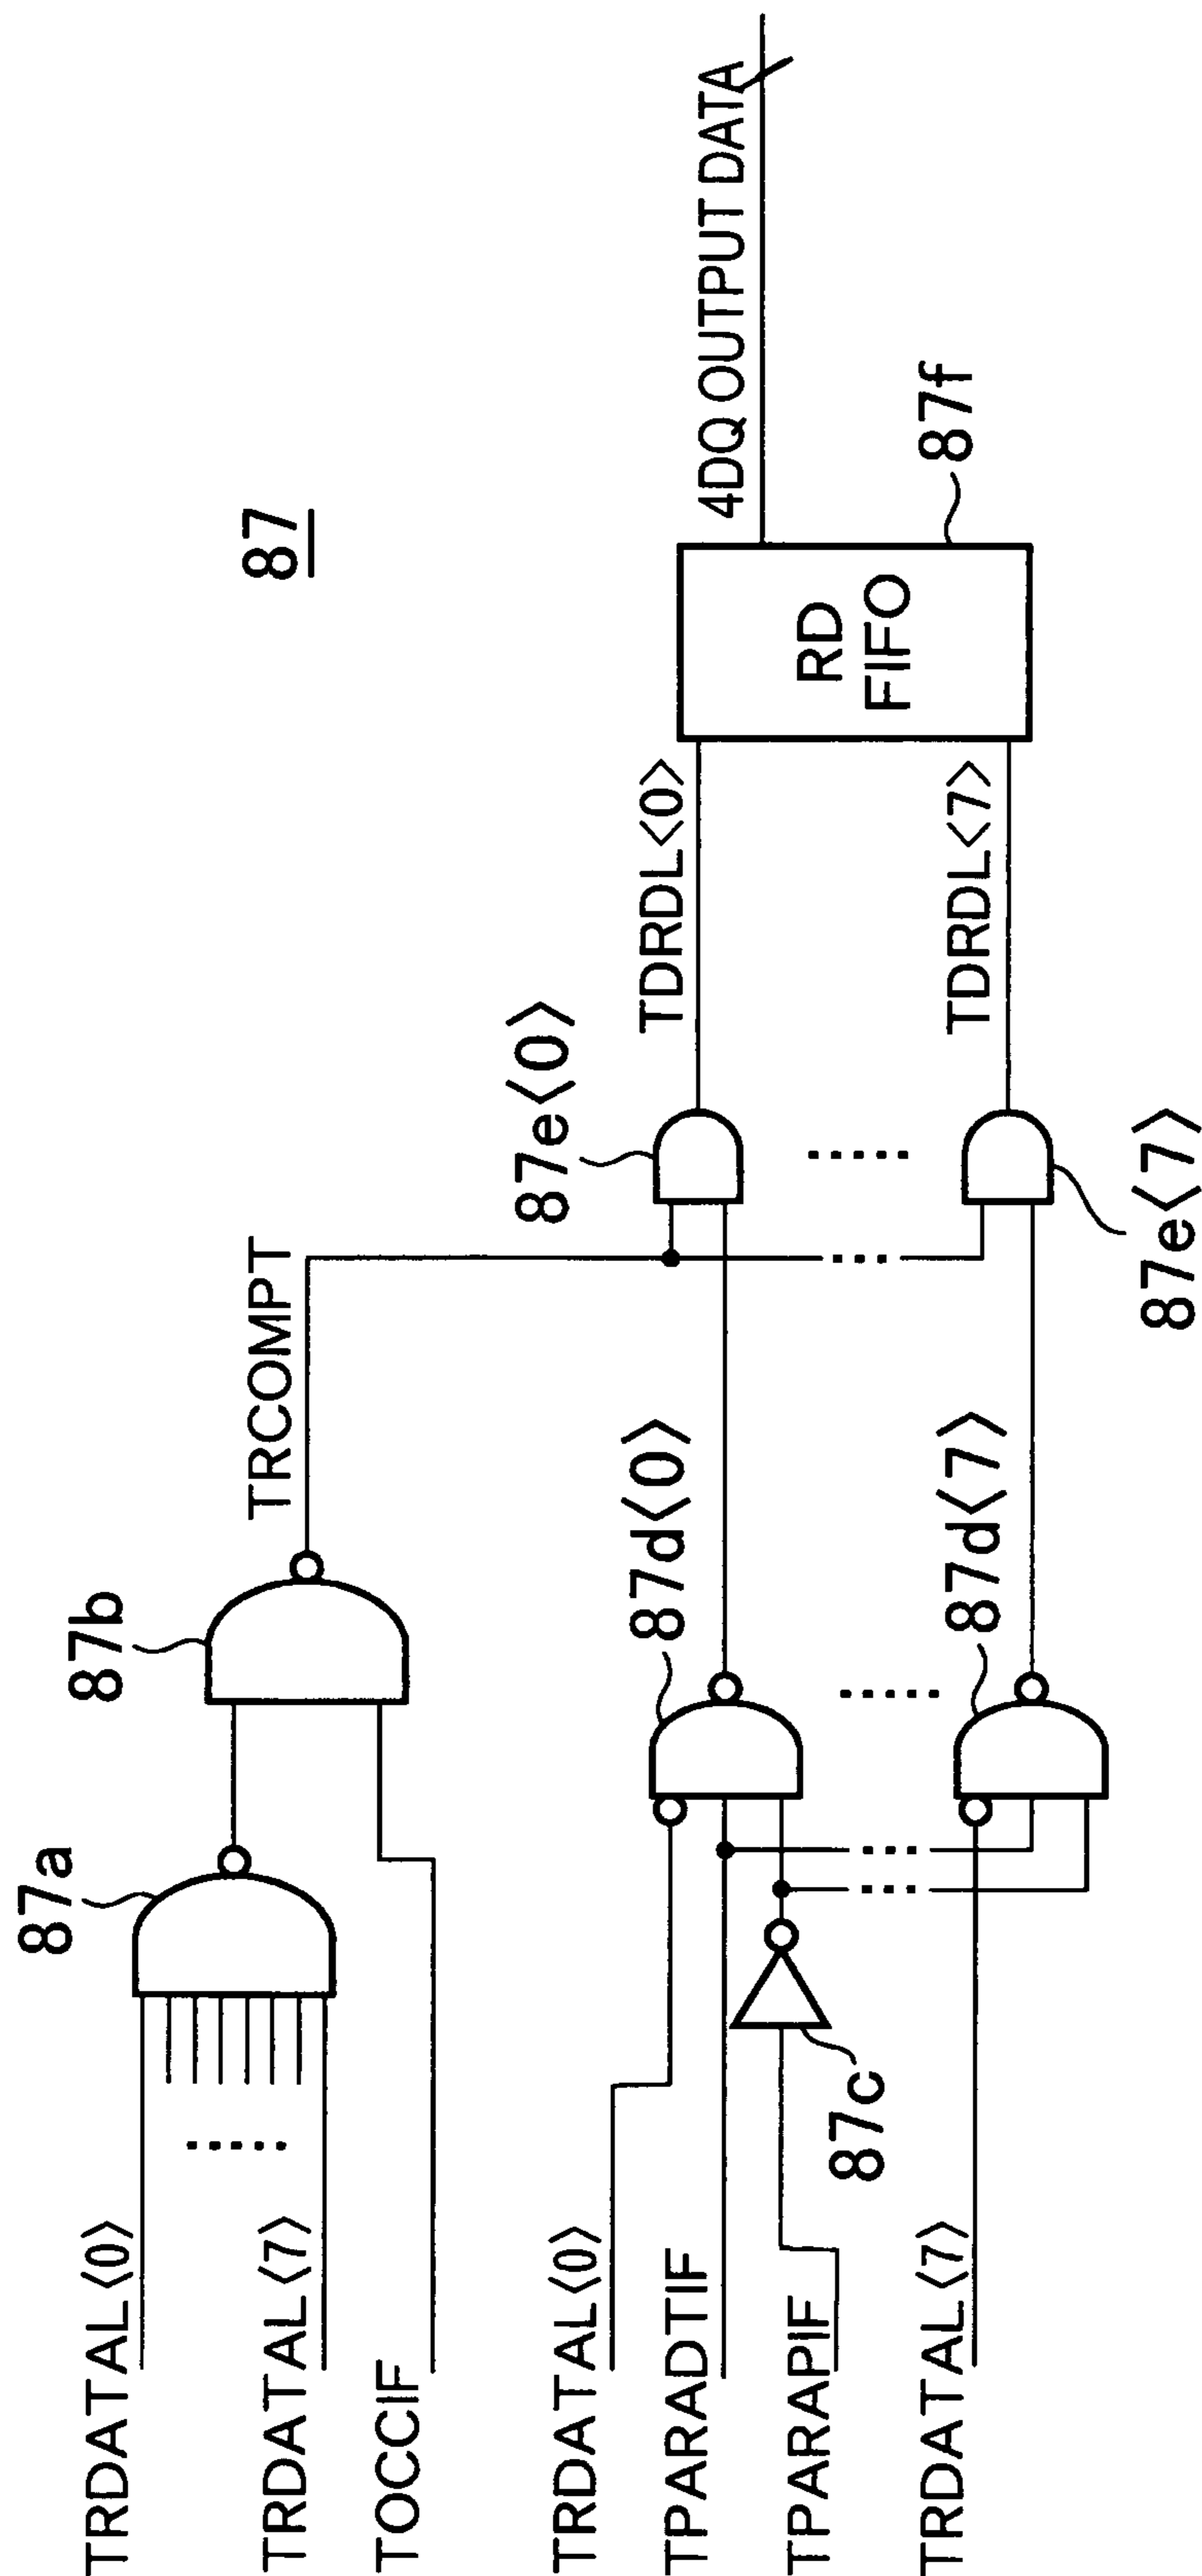 87
TRDATAL<0>
TRDATAL<7>
TOCCIF
87a
87b
TRCOMPT
TRDATAL<0>
TPARADTIF
TPARAPIF
TRDATAL<7>
87c
87d<0>
87d<7>
87e<0>
87e<7>
TDRDL<0>
TDRDL<7>
RD
FIFO
87f
4DQ OUTPUT DATA